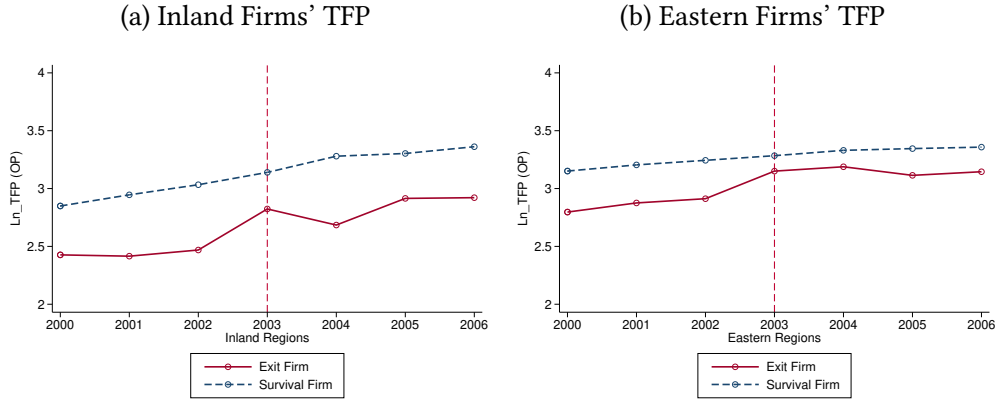 (a) Inland Firms’ TFP
4
3.5
3
2.5
2
Ln_TFP (OP)
2000 2001 2002 2003 2004 2005 2006
Inland Regions
Exit Firm
Survival Firm
(b) Eastern Firms’ TFP
4
3.5
3
2.5
2
Ln_TFP (OP)
2000 2001 2002 2003 2004 2005 2006
Eastern Regions
Exit Firm
Survival Firm